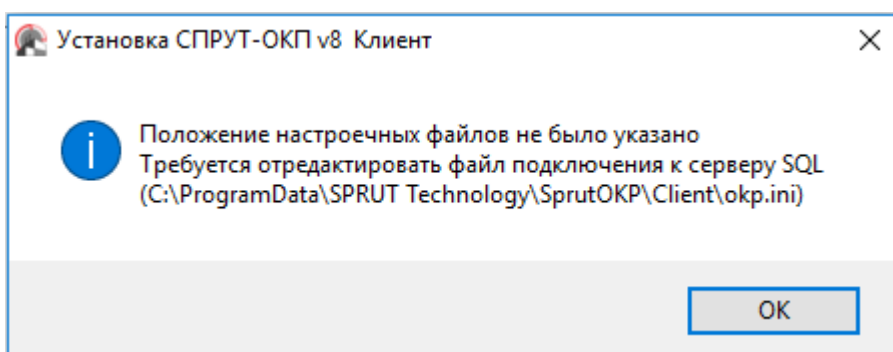 Установка СПРУТ-ОКП v8 Клиент
Положение настроечных файлов не было указано
Требуется отредактировать файл подключения к серверу SQL
(C:\ProgramData\SPRUT Technology\SprutOKP\Client\okp.ini)
OK